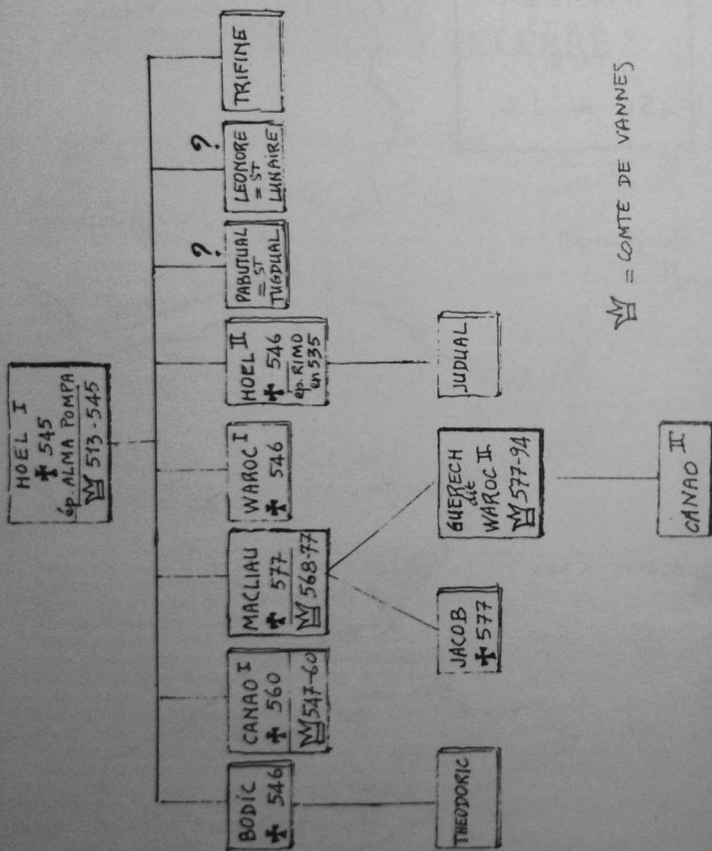 HOEL I
✝ 545
ép. ALMA POMPA
513-545
BODIC
✝ 546
CANAO I
✝ 560
547-60
MACLIAU
✝ 577
568-77
WAROC I
✝ 546
HOEL II
✝ 546
ép. RIMO
en 535
?
PABUTUAL
= ST
TUGDUAL
?
LEONORE
= ST
LUNAIRE
TRIFINE
THEODORIC
JACOB
✝ 577
GUERECH
dit
WAROC II
577-94
JUDUAL
CANAO II
= COMTE DE VANNES